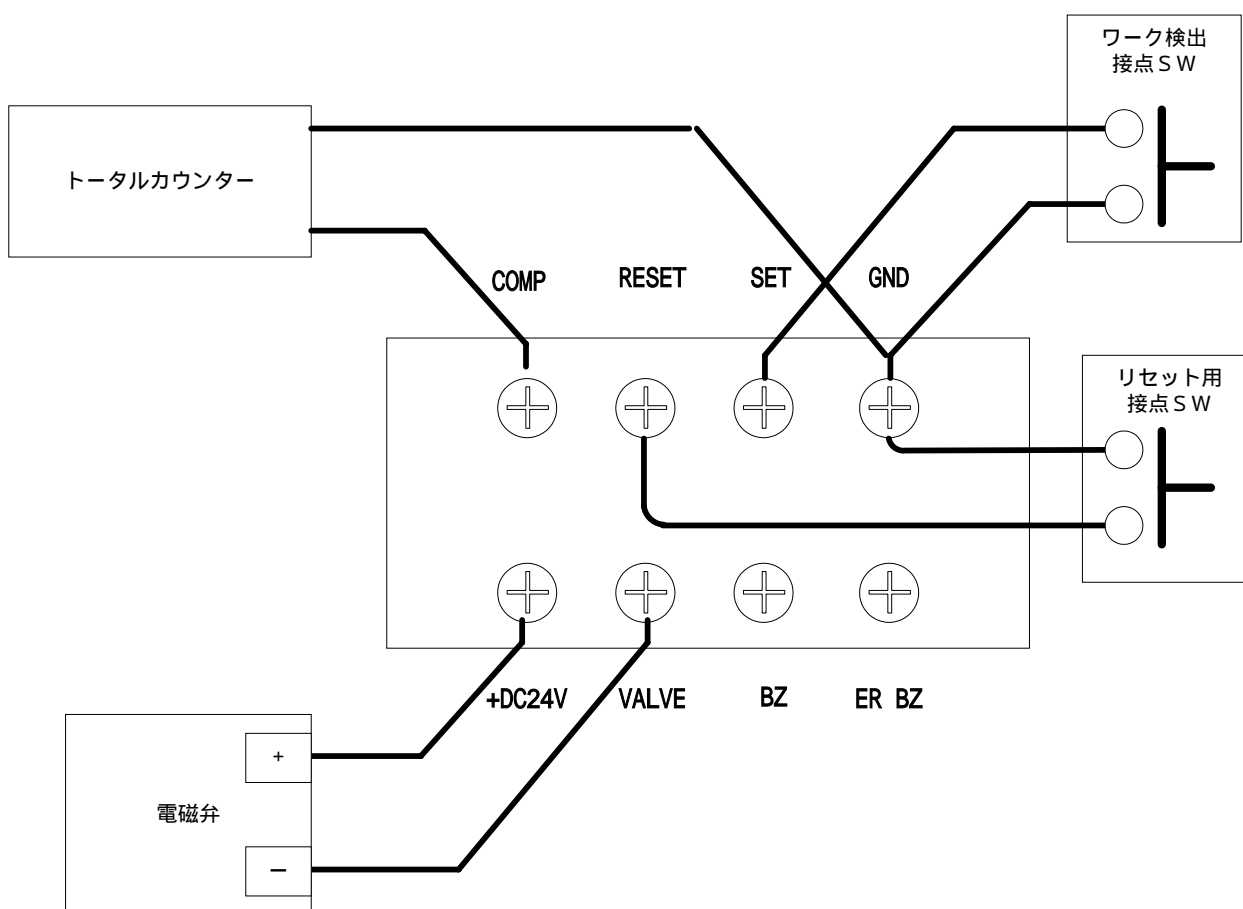 ワーク検出
接点ＳＷ
トータルカウンター
COMP
RESET
SET
GND
リセット用
接点ＳＷ
+DC24V
VALVE
BZ
ER BZ
+
電磁弁
−